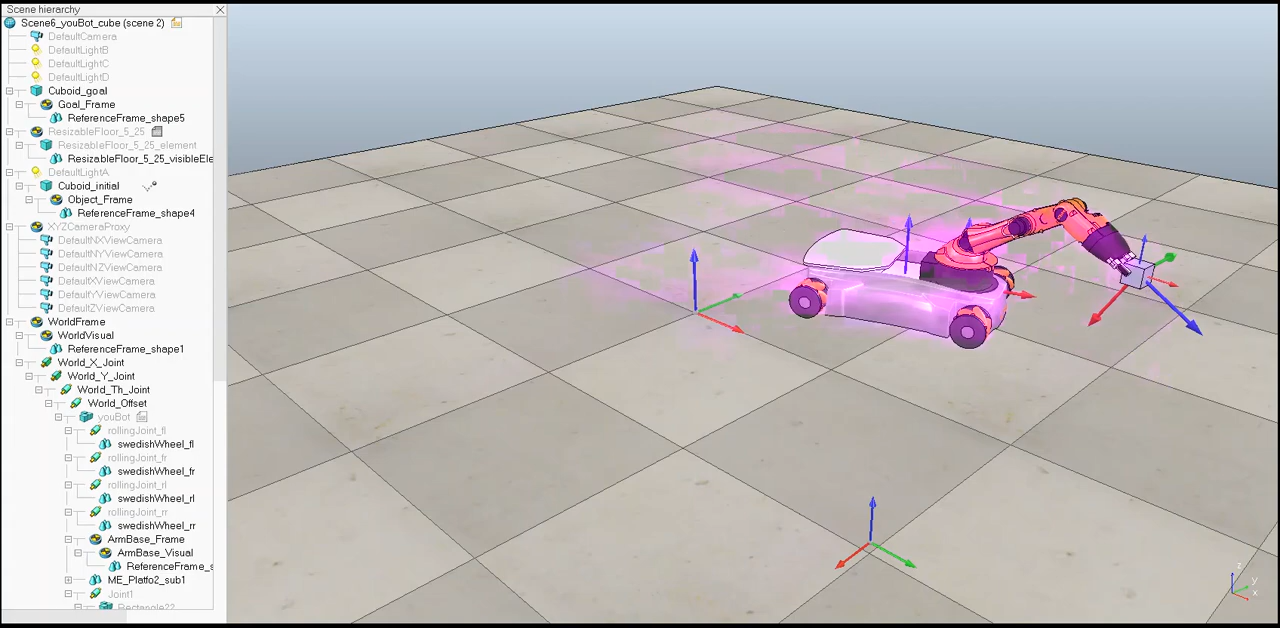 Scene hierarchy
Scene6_youBot_cube (scene 2)
DefaultCamera
DefaultLightB
DefaultLightC
DefaultLightD
Cuboid_goal
Goal_Frame
ReferenceFrame_shape5
ResizableFloor_5_25
ResizableFloor_5_25_element
ResizableFloor_5_25_visibleEle
DefaultLightA
Cuboid_initial
Object_Frame
ReferenceFrame_shape4
XYZCameraProxy
DefaultNXViewCamera
DefaultNYViewCamera
DefaultNZViewCamera
DefaultXViewCamera
DefaultYViewCamera
DefaultZViewCamera
WorldFrame
WorldVisual
ReferenceFrame_shape1
World_X_Joint
World_Y_Joint
World_Th_Joint
World_Offset
youBot
rollingJoint_fl
swedishWheel_fl
rollingJoint_fr
swedishWheel_fr
rollingJoint_rl
swedishWheel_rl
rollingJoint_rr
swedishWheel_rr
ArmBase_Frame
ArmBase_Visual
ReferenceFrame_s
ME_Platfo2_sub1
Joint1
Rectangle22
z
y
x